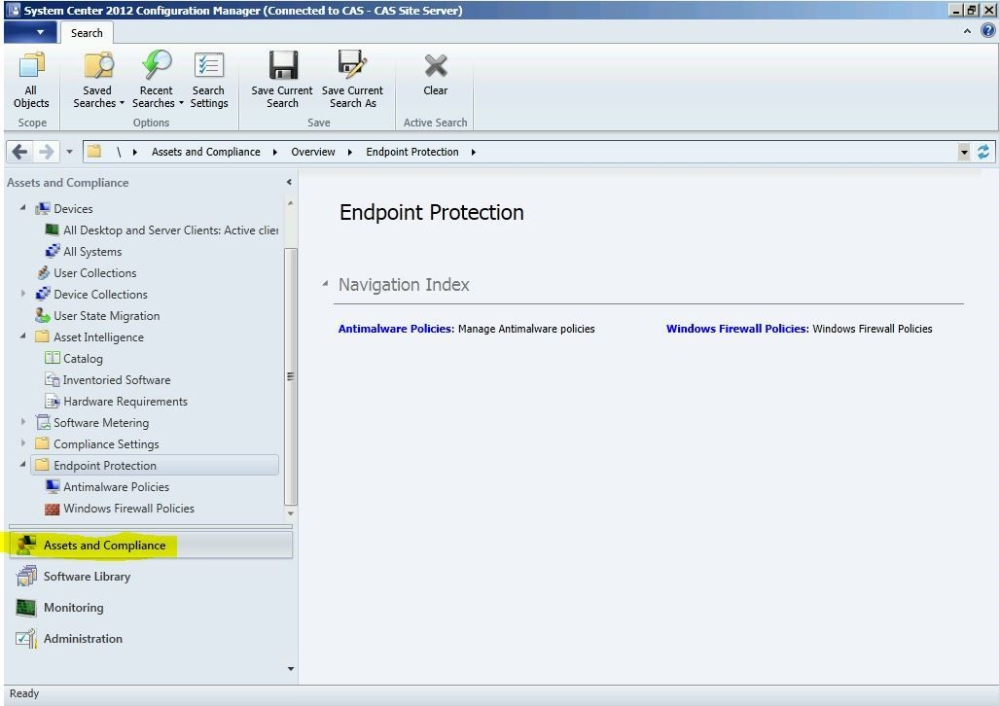 System Center 2012 Configuration Manager (Connected to CAS - CAS Site Server)
Search
All
Objects
Saved
Searches
Recent
Searches
Search
Settings
Save Current
Search
Save Current
Search As
Clear
Scope
Options
Save
Active Search
\ Assets and Compliance Overview Endpoint Protection
Assets and Compliance
Devices
All Desktop and Server Clients: Active clien
All Systems
User Collections
Device Collections
User State Migration
Asset Intelligence
Catalog
Inventoried Software
Hardware Requirements
Software Metering
Compliance Settings
Endpoint Protection
Antimalware Policies
Windows Firewall Policies
Assets and Compliance
Software Library
Monitoring
Administration
Endpoint Protection
Navigation Index
Antimalware Policies: Manage Antimalware policies
Windows Firewall Policies: Windows Firewall Policies
Ready